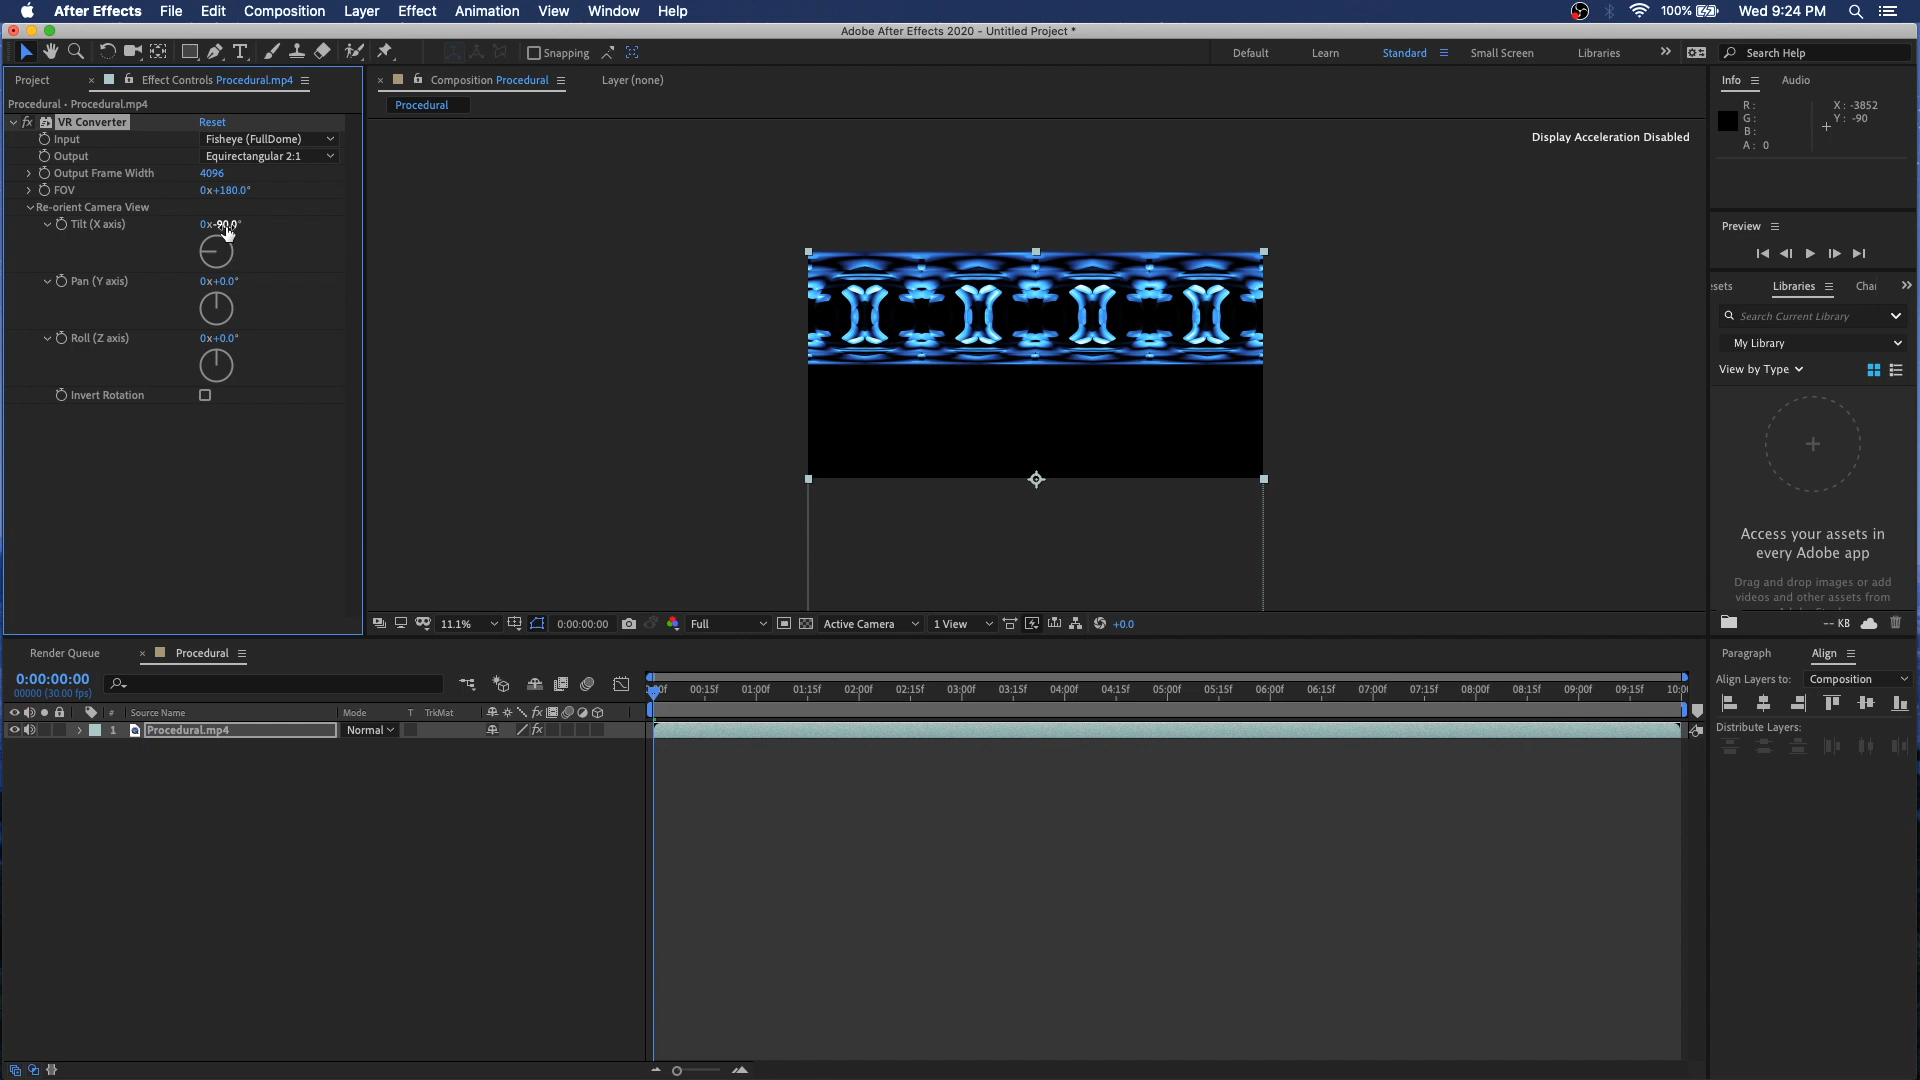 After Effects File Edit Composition Layer Effect Animation View Window Help 100% Wed 9:24 PM
Adobe After Effects 2020 - Untitled Project *
Snapping Default Learn Standard Small Screen Libraries » Search Help
Project × Effect Controls Procedural.mp4
× Composition Procedural Layer (none)
Info Audio
Procedural • Procedural.mp4
Procedural
fx VR Converter Reset
Input Fisheye (FullDome)
Output Equirectangular 2:1
Output Frame Width 4096
FOV 0x+180.0°
Re-orient Camera View
Tilt (X axis) 0x-90.0°
Pan (Y axis) 0x+0.0°
Roll (Z axis) 0x+0.0°
Invert Rotation
Display Acceleration Disabled
R: X: -3852
G: Y: -90
B:
A: 0
Preview
esets Libraries Cha »
Search Current Library
My Library
View by Type
Access your assets in
every Adobe app
Drag and drop images or add
videos and other assets from
-- KB
11.1% 0:00:00:00 Full Active Camera 1 View +0.0
Render Queue × Procedural
0:00:00:00
00000 (30.00 fps)
00:15f 01:00f 01:15f 02:00f 02:15f 03:00f 03:15f 04:00f 04:15f 05:00f 05:15f 06:00f 06:15f 07:00f 07:15f 08:00f 08:15f 09:00f 09:15f
# Source Name Mode T TrkMat fx
1 Procedural.mp4 Normal fx
Paragraph Align
Align Layers to: Composition
Distribute Layers: